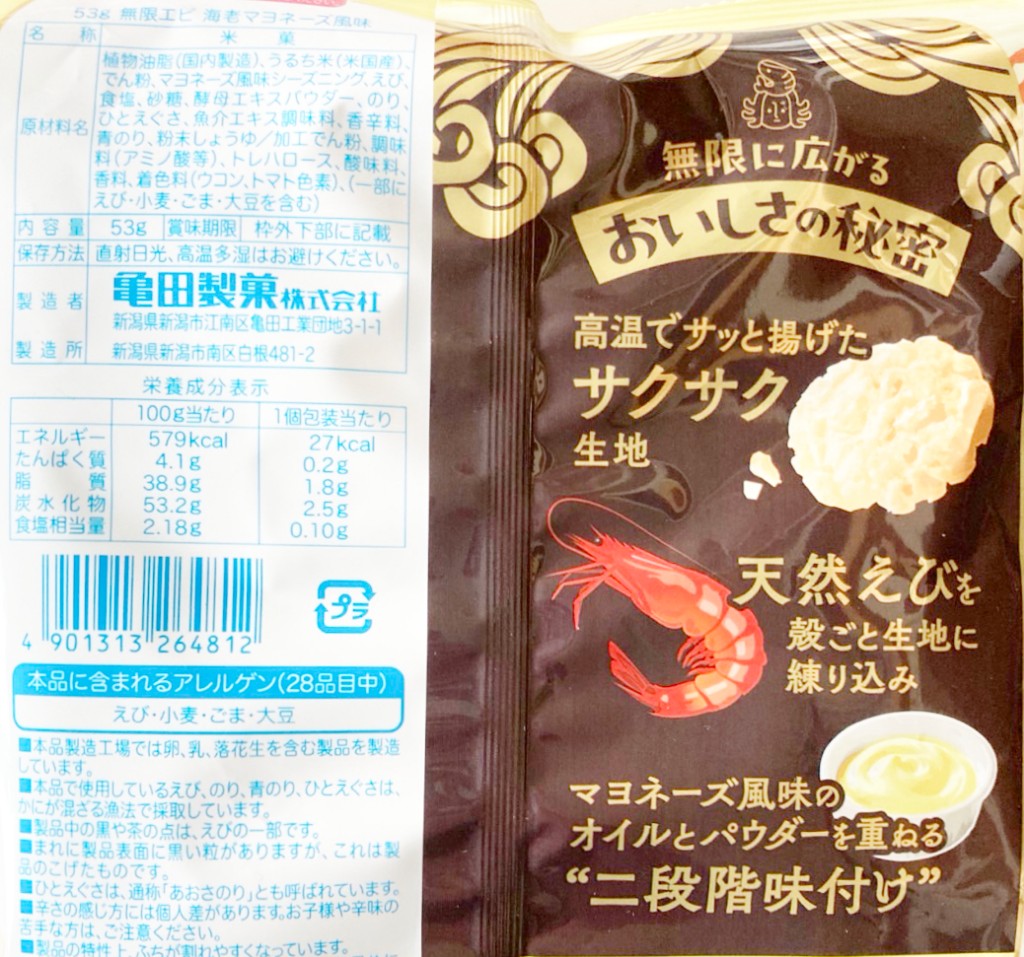 53g 無限エビ 海老マヨネーズ風味
名 称 米 菓
原材料名
植物油脂(国内製造)、うるち米(米国産)、
でん粉、マヨネーズ風味シーズニング、えび、
食塩、砂糖、酵母エキスパウダー、のり、
ひとえぐさ、魚介エキス調味料、香辛料、
青のり、粉末しょうゆ/加工でん粉、調味
料(アミノ酸等)、トレハロース、酸味料、
香料、着色料(ウコン、トマト色素)、(一部に
えび・小麦・ごま・大豆を含む)
内容量 53g 賞味期限 枠外下部に記載
保存方法 直射日光、高温多湿はお避けください。
製造者 亀田製菓株式会社
新潟県新潟市江南区亀田工業団地3-1-1
製造所 新潟県新潟市南区白根481-2
栄養成分表示
100g当たり 1個包装当たり
エネルギー 579kcal 27kcal
たんぱく質 4.1g 0.2g
脂質 38.9g 1.8g
炭水化物 53.2g 2.5g
食塩相当量 2.18g 0.10g
4 901313 264812
プラ
本品に含まれるアレルゲン(28品目中)
えび・小麦・ごま・大豆
■本品製造工場では卵、乳、落花生を含む製品を製造
しています。
■本品で使用しているえび、のり、青のり、ひとえぐさは、
かにが混ざる漁法で採取しています。
■製品中の黒や茶の点は、えびの一部です。
■まれに製品表面に黒い粒がありますが、これは製
品のこげたものです。
■ひとえぐさは、通称「あおさのり」とも呼ばれています。
■辛さの感じ方には個人差があります。お子様や辛味の
苦手な方は、ご注意ください。
■製品の特性上、ふちが割れやすくなっています。
無限に広がる
おいしさの秘密
高温でサッと揚げた
サクサク
生地
天然えびを
殻ごと生地に
練り込み
マヨネーズ風味の
オイルとパウダーを重ねる
“二段階味付け”